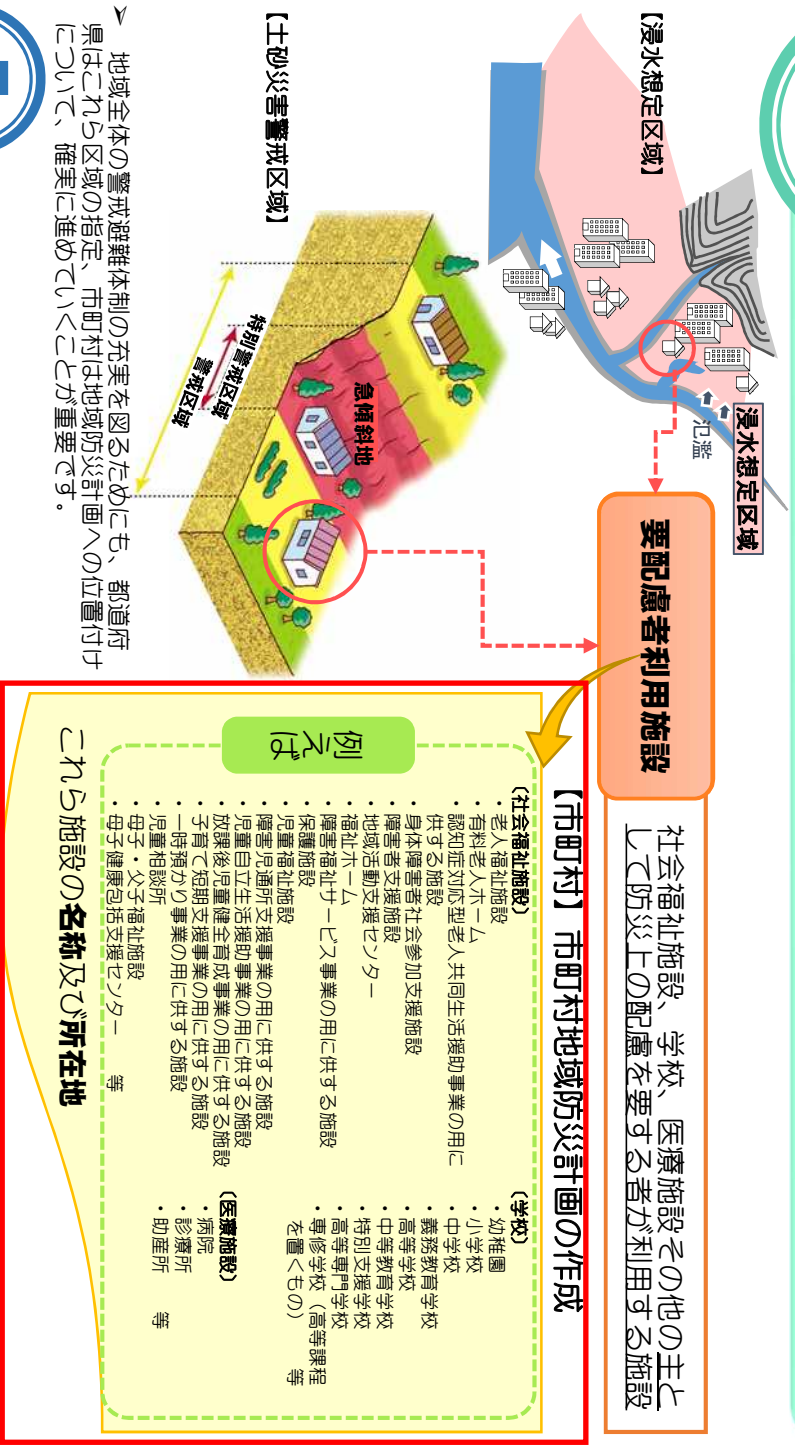 【浸水想定区域】
浸水想定区域
氾濫
【土砂災害警戒区域】
急傾斜地
特別警戒区域
警戒区域
➤ 地域全体の警戒避難体制の充実を図るためにも、都道府
県はこれら区域の指定、市町村は地域防災計画への位置付け
について、確実に進めていくことが重要です。
要配慮者利用施設
社会福祉施設、学校、医療施設その他の主と
して防災上の配慮を要する者が利用する施設
【市町村】市町村地域防災計画の作成
例えば
（社会福祉施設）
・老人福祉施設
・有料老人ホーム
・認知症対応型老人共同生活援助事業の用に
供する施設
・身体障害者社会参加支援施設
・障害者支援施設
・地域活動支援センター
・福祉ホーム
・障害福祉サービス事業の用に供する施設
・保護施設
・児童福祉施設
・障害児通所支援事業の用に供する施設
・児童自立生活援助事業の用に供する施設
・放課後児童健全育成事業の用に供する施設
・子育て短期支援事業の用に供する施設
・一時預かり事業の用に供する施設
・児童相談所
・母子・父子福祉施設
・母子健康包括支援センター 等
（学校）
・幼稚園
・小学校
・中学校
・義務教育学校
・高等学校
・中等教育学校
・特別支援学校
・高等専門学校
・専修学校（高等課程
を置くもの） 等
（医療施設）
・病院
・診療所
・助産所 等
これら施設の名称及び所在地